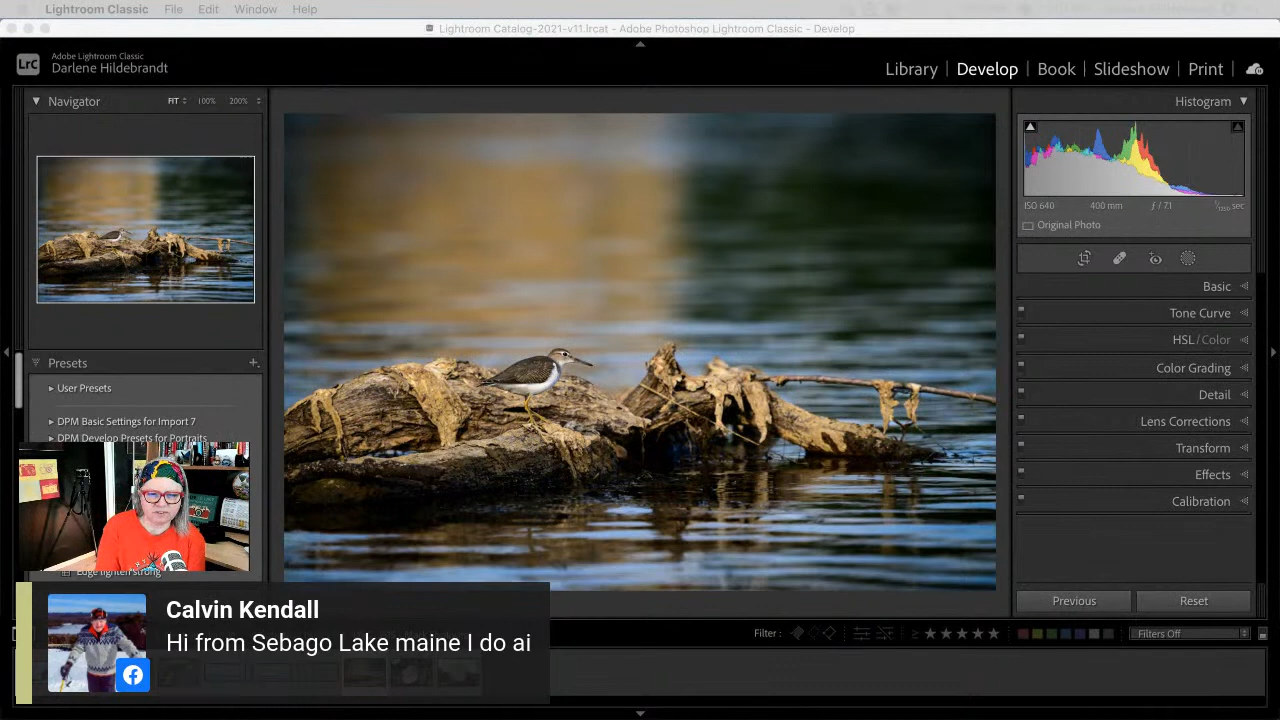 Lightroom Classic File Edit Window Help
Lightroom Catalog-2021-v11.lrcat - Adobe Photoshop Lightroom Classic - Develop
LrC
Adobe Lightroom Classic
Darlene Hildebrandt
Library | Develop | Book | Slideshow | Print |
Navigator FIT 100% 200%
Histogram
ISO 640 400 mm ƒ / 7.1 sec
Original Photo
Basic
Tone Curve
HSL / Color
Color Grading
Detail
Lens Corrections
Transform
Effects
Calibration
Presets
User Presets
DPM Basic Settings for Import 7
DPM Develop Presets for Portraits
Edge lighten strong
Previous Reset
Calvin Kendall
Hi from Sebago Lake maine I do ai
Filter : Filters Off